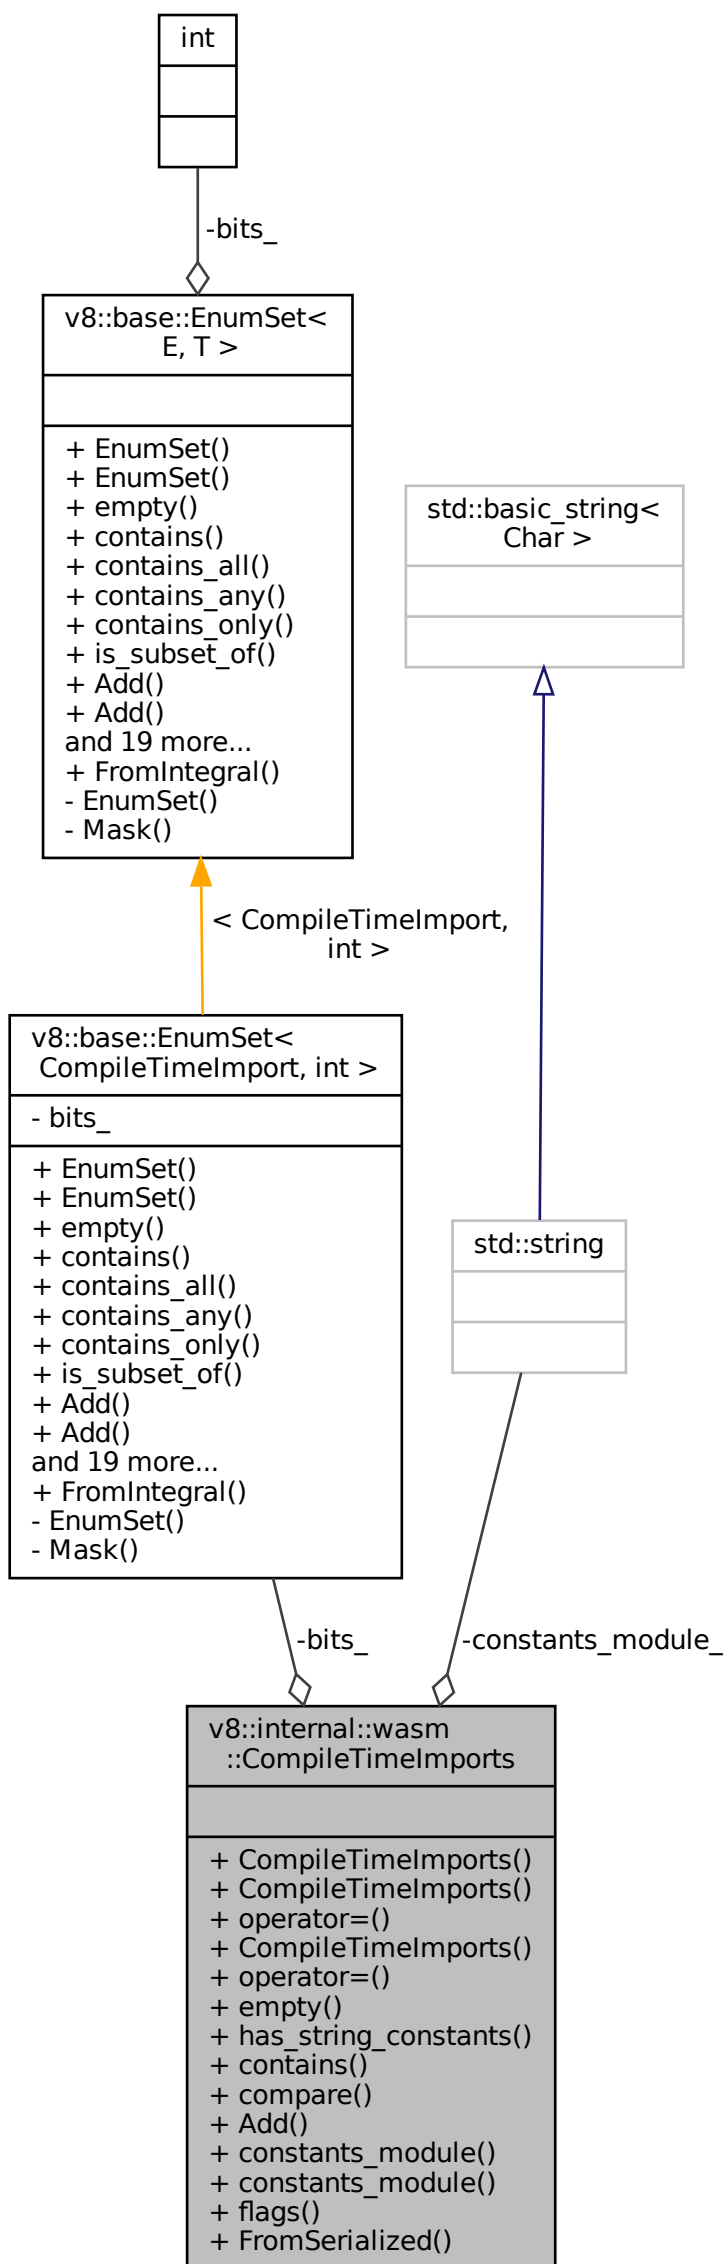 int
-bits_
v8::base::EnumSet<
E, T >
+ EnumSet()
+ EnumSet()
+ empty()
+ contains()
+ contains_all()
+ contains_any()
+ contains_only()
+ is_subset_of()
+ Add()
+ Add()
and 19 more...
+ FromIntegral()
- EnumSet()
- Mask()
std::basic_string<
Char >
< CompileTimeImport,
int >
v8::base::EnumSet<
CompileTimeImport, int >
- bits_
+ EnumSet()
+ EnumSet()
+ empty()
+ contains()
+ contains_all()
+ contains_any()
+ contains_only()
+ is_subset_of()
+ Add()
+ Add()
and 19 more...
+ FromIntegral()
- EnumSet()
- Mask()
std::string
-bits_
-constants_module_
v8::internal::wasm
::CompileTimeImports
+ CompileTimeImports()
+ CompileTimeImports()
+ operator=()
+ CompileTimeImports()
+ operator=()
+ empty()
+ has_string_constants()
+ contains()
+ compare()
+ Add()
+ constants_module()
+ constants_module()
+ flags()
+ FromSerialized()